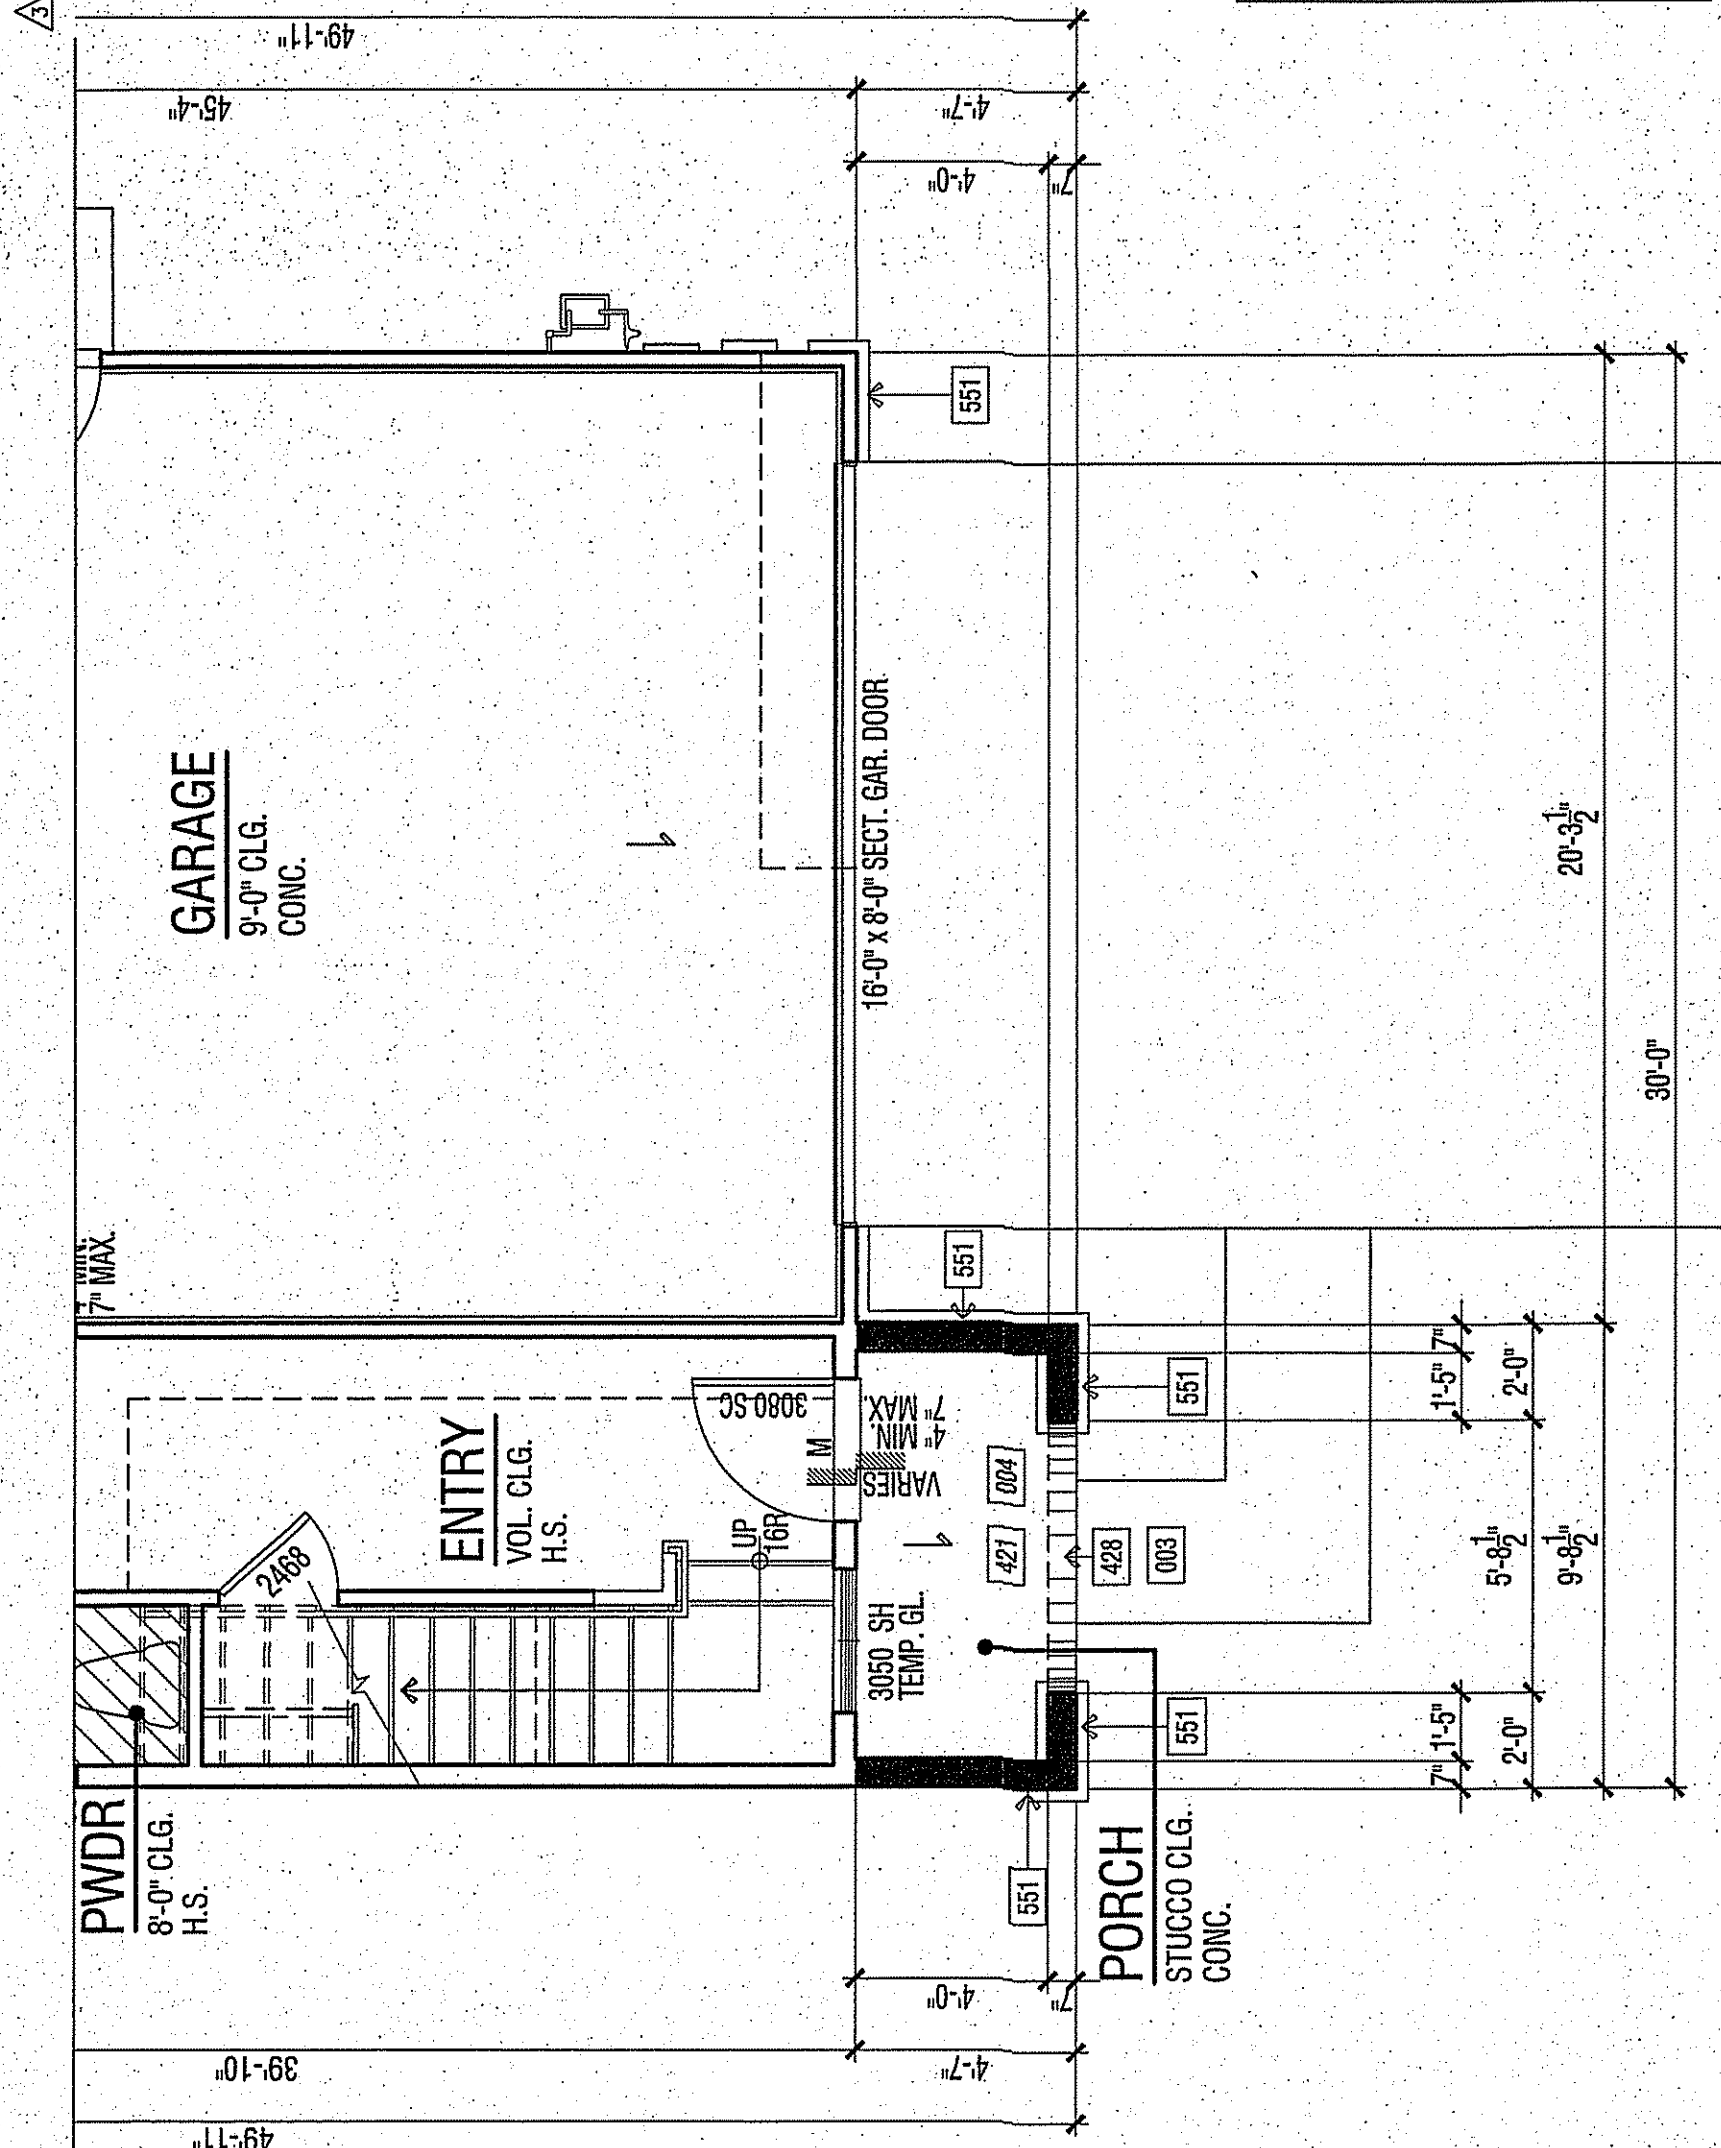 3
49'-11"
45'-4"
4'-7"
4'-0"
7"
551
GARAGE
9'-0" CLG.
CONC.
16'-0" x 8'-0" SECT. GAR. DOOR
20'-3 1/2"
30'-0"
7" MAX.
551
3080 SC
M
4" MIN.
7" MAX.
VARIES
ENTRY
VOL. CLG.
H.S.
2468
UP
16R
004
421
428
003
551
7"
1'-5"
2'-0"
5'-8 1/2"
9'-8 1/2"
3050 SH
TEMP. GL.
551
1'-5"
7"
2'-0"
PWDR
8'-0" CLG.
H.S.
551
PORCH
STUCCO CLG.
CONC.
4'-0"
7"
39'-10"
4'-7"
49'-11"